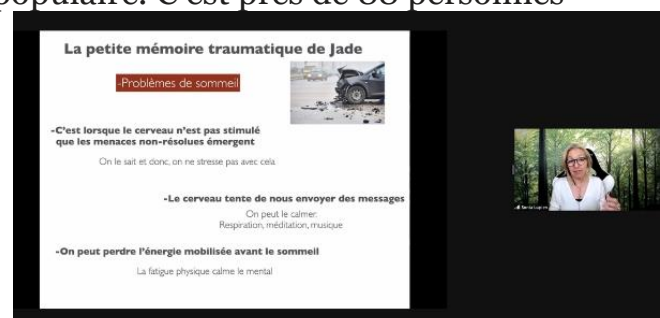 populaire. C'est près de 88 personnes
La petite mémoire traumatique de Jade
-Problèmes de sommeil
-C'est lorsque le cerveau n'est pas stimulé
que les menaces non-résolues émergent
On le sait et donc, on ne stresse pas avec cela
-Le cerveau tente de nous envoyer des messages
On peut le calmer:
Respiration, méditation, musique
-On peut perdre l'énergie mobilisée avant le sommeil
La fatigue physique calme le mental